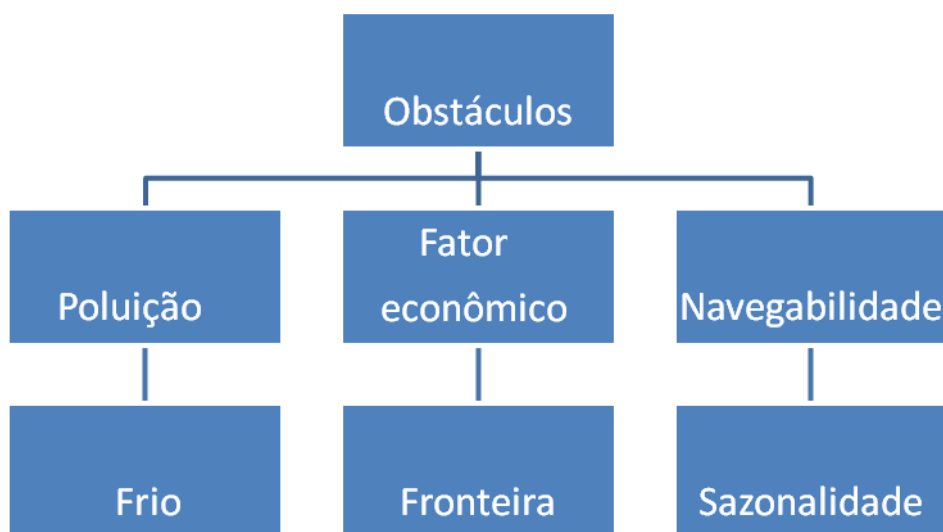 Obstáculos
Poluição
Fator
econômico
Navegabilidade
Frio
Fronteira
Sazonalidade